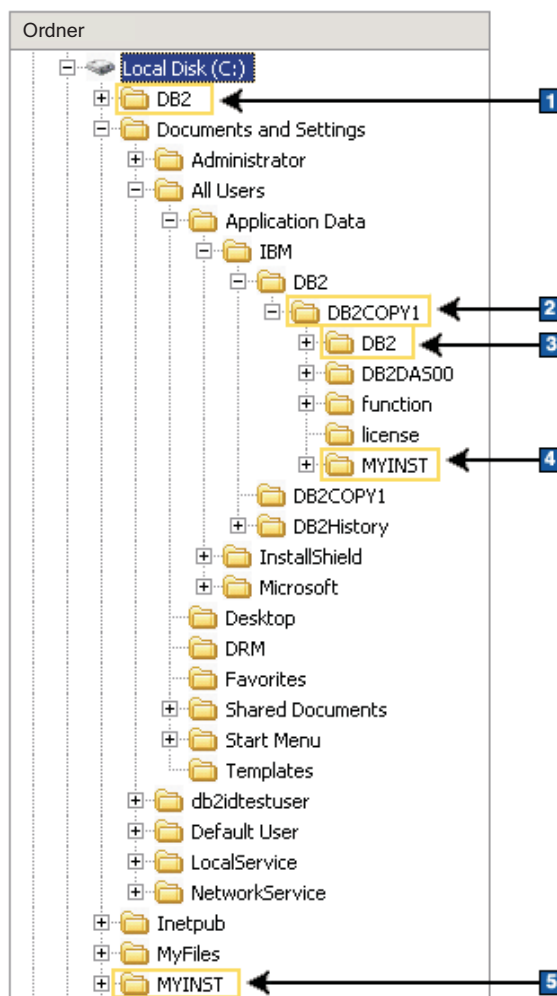 Ordner
Local Disk (C:)
DB2 1
Documents and Settings
Administrator
All Users
Application Data
IBM
DB2
DB2COPY1 2
DB2 3
DB2DAS00
function
license
MYINST 4
DB2COPY1
DB2History
InstallShield
Microsoft
Desktop
DRM
Favorites
Shared Documents
Start Menu
Templates
db2idtestuser
Default User
LocalService
NetworkService
Inetpub
MyFiles
MYINST 5